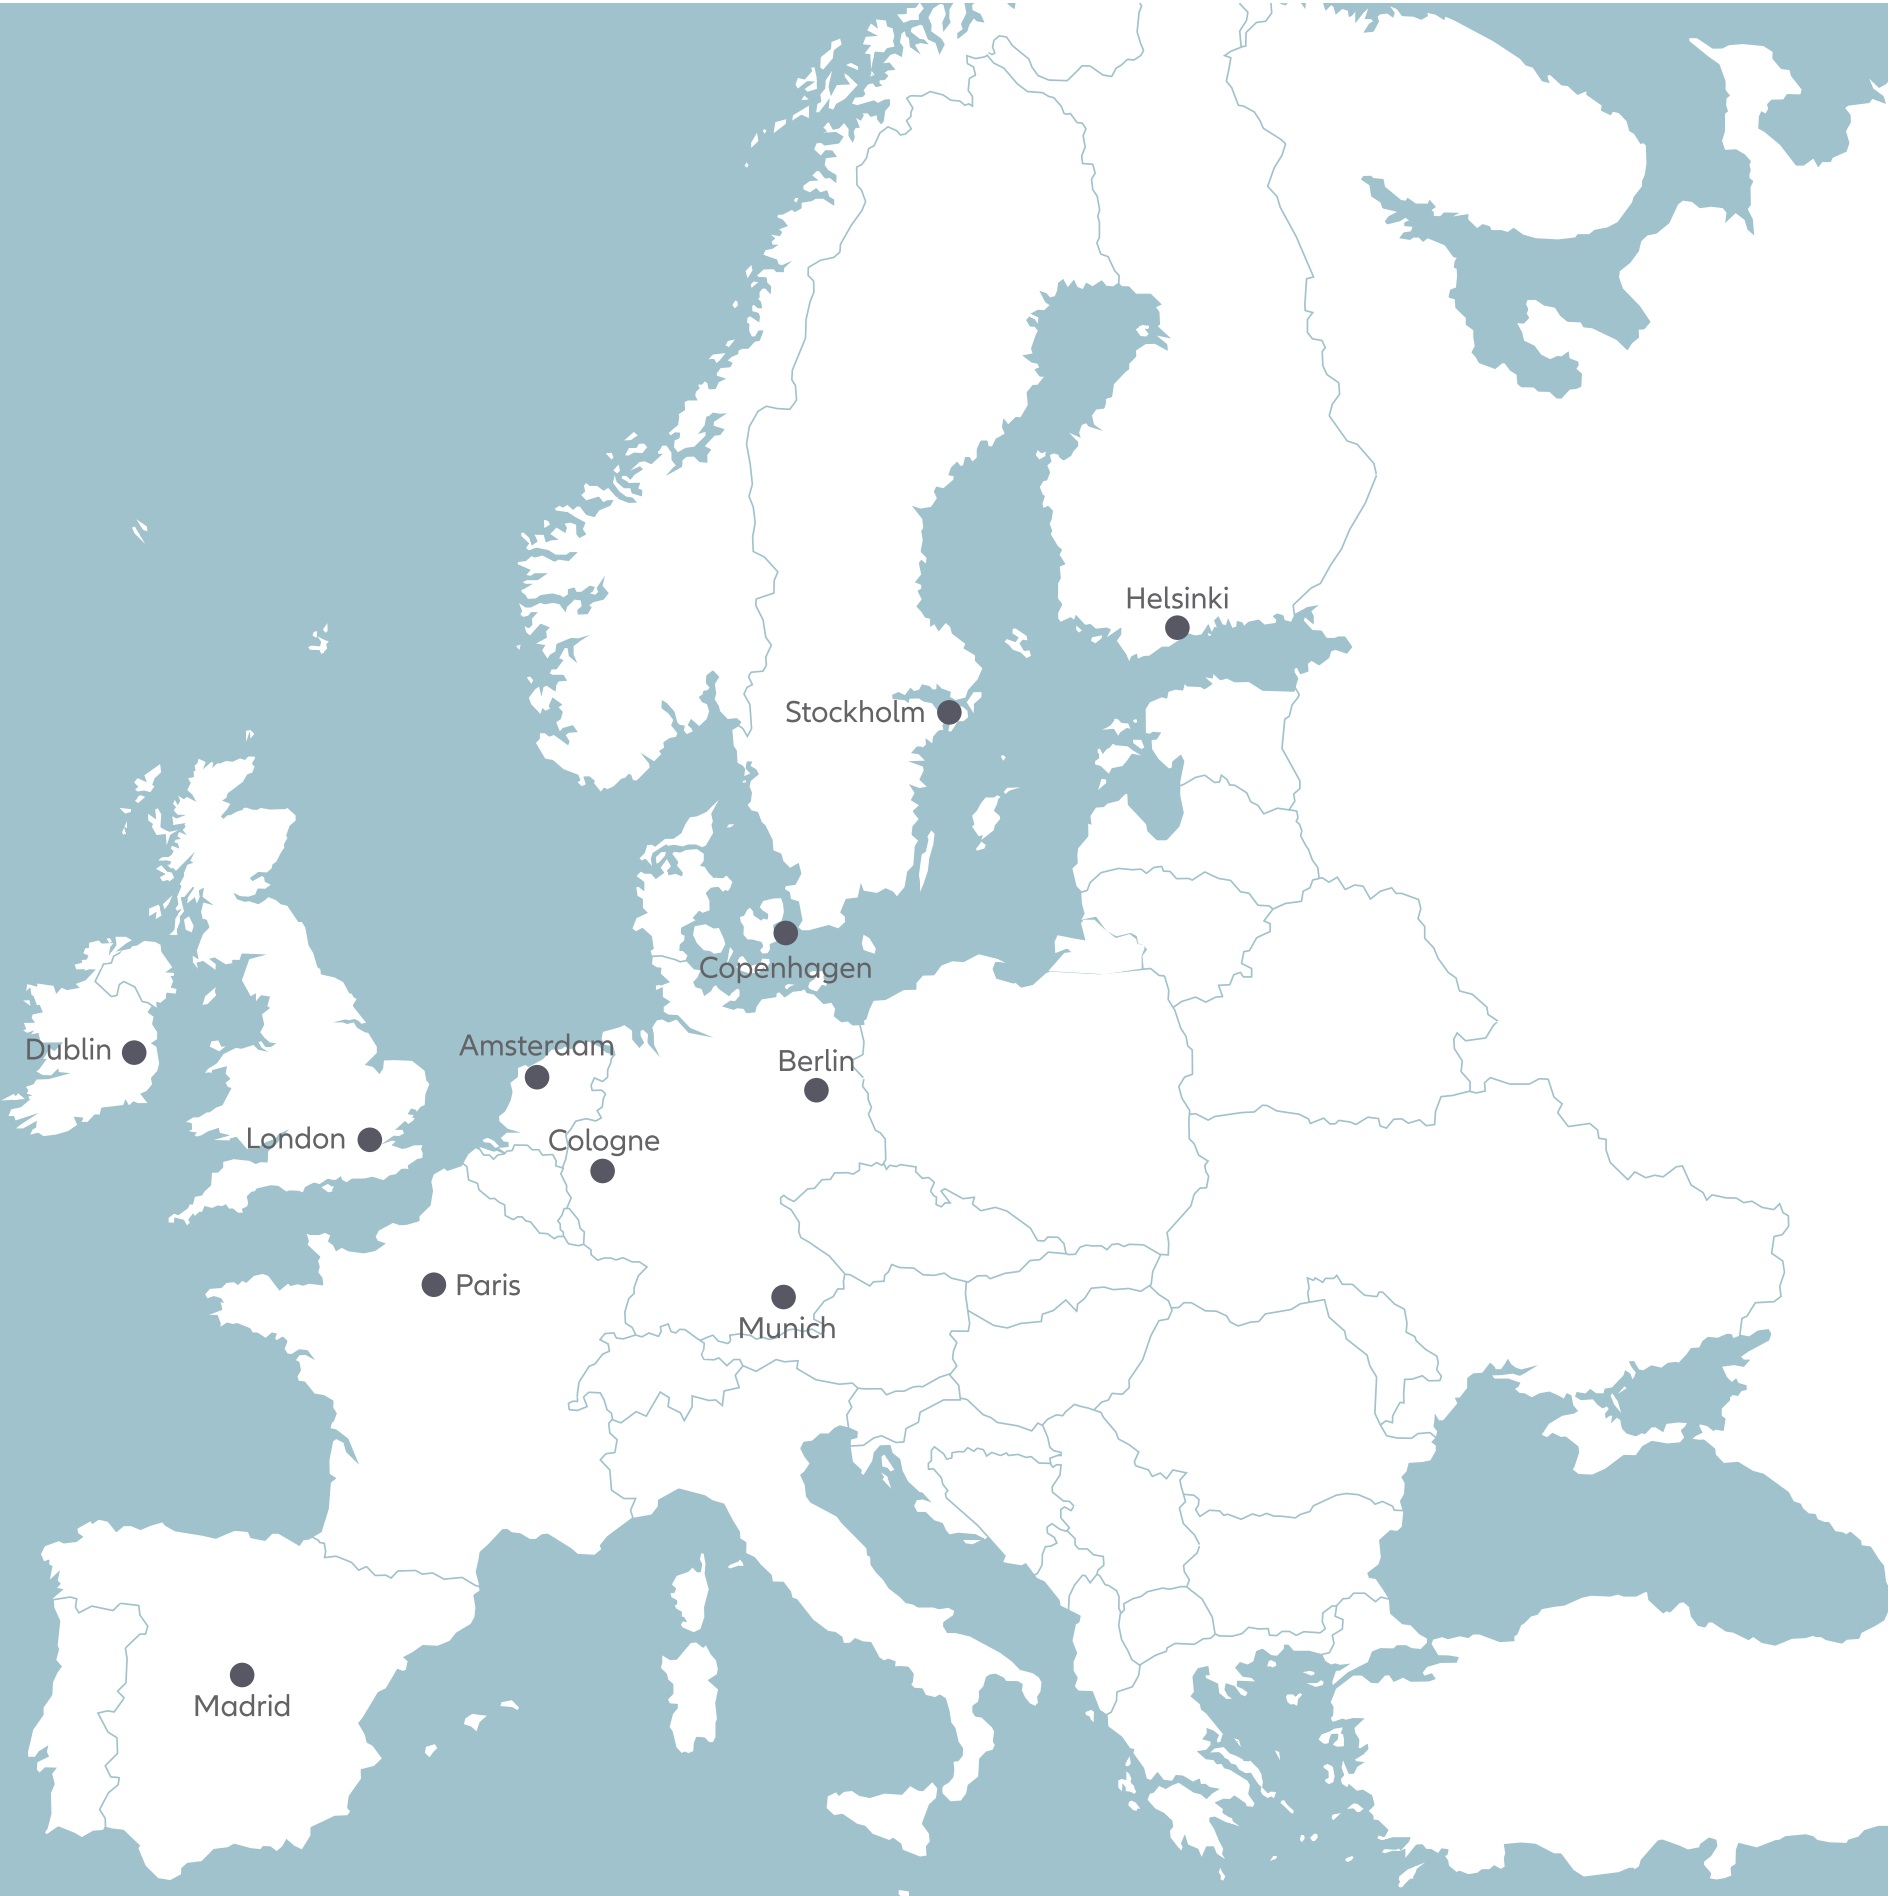 Helsinki
Stockholm
Copenhagen
Amsterdam
Dublin
Berlin
London
Cologne
Paris
Munich
Madrid